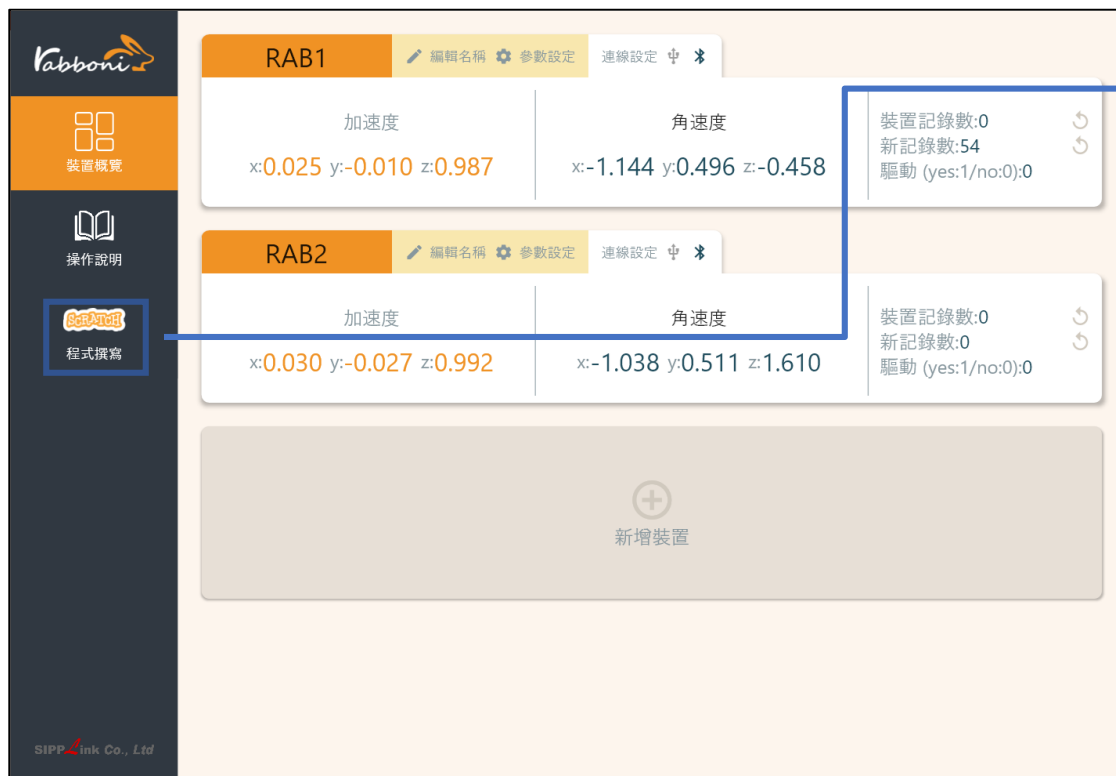 rabboni
裝置概覽
操作說明
SCRATCH
程式撰寫
SIPPLink Co., Ltd
RAB1 編輯名稱 參數設定 連線設定
加速度 角速度
x:0.025 y:-0.010 z:0.987 x:-1.144 y:0.496 z:-0.458
裝置記錄數:0
新記錄數:54
驅動 (yes:1/no:0):0
RAB2 編輯名稱 參數設定 連線設定
加速度 角速度
x:0.030 y:-0.027 z:0.992 x:-1.038 y:0.511 z:1.610
裝置記錄數:0
新記錄數:0
驅動 (yes:1/no:0):0
新增裝置